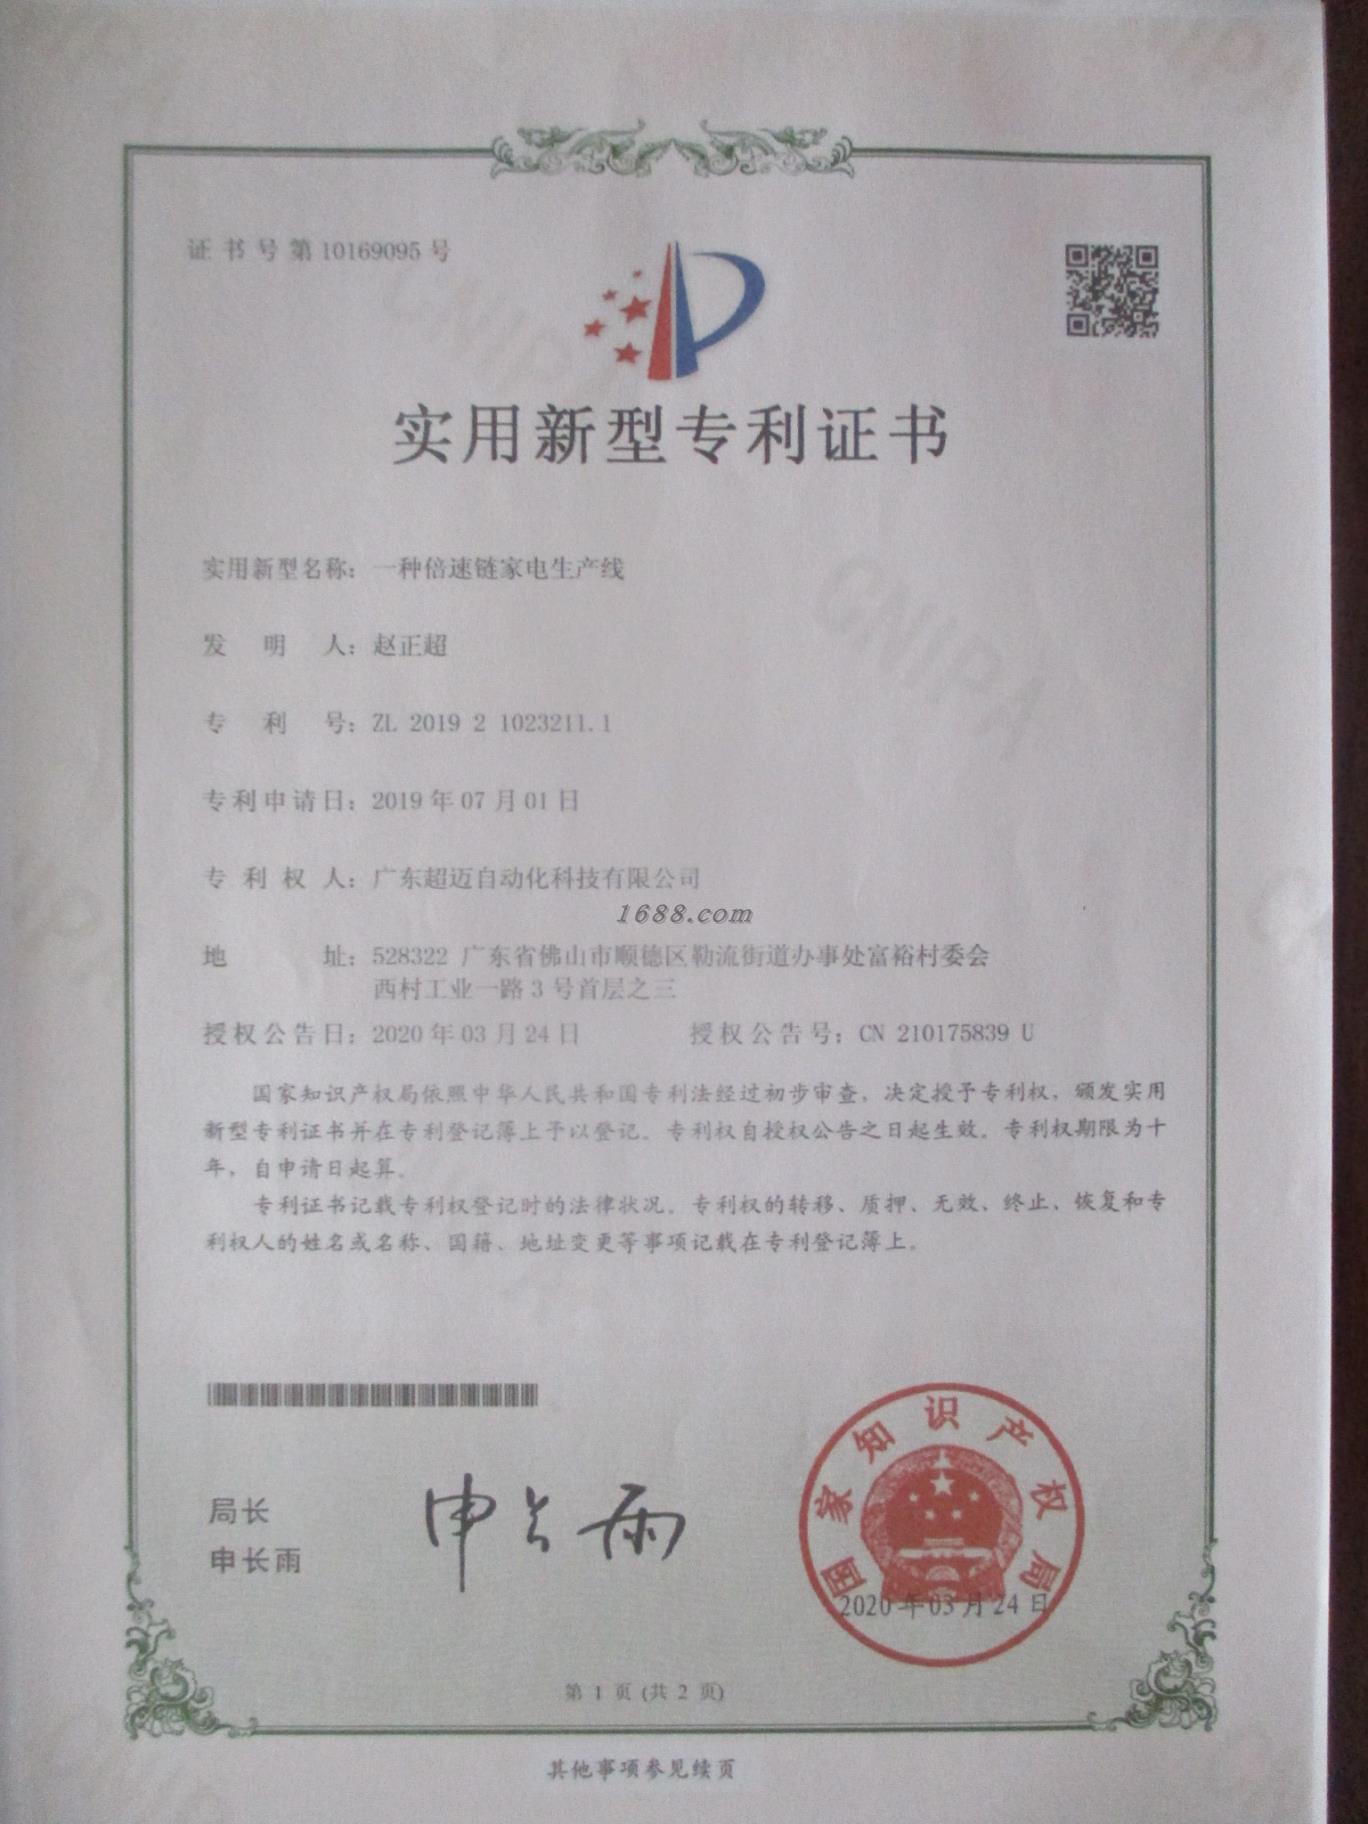 证书号第10169095号
实用新型专利证书
实用新型名称：一种倍速链家电生产线
发明人：赵正超
专利号：ZL 2019 2 1023211.1
专利申请日：2019年07月01日
专利权人：广东超迈自动化科技有限公司
1688.com
地址：528322 广东省佛山市顺德区勒流街道办事处富裕村委会
西村工业一路3号首层之三
授权公告日：2020年03月24日 授权公告号：CN 210175839 U
国家知识产权局依照中华人民共和国专利法经过初步审查，决定授予专利权，颁发实用
新型专利证书并在专利登记簿上予以登记。专利权自授权公告之日起生效。专利权期限为十
年，自申请日起算。
专利证书记载专利权登记时的法律状况。专利权的转移、质押、无效、终止、恢复和专
利权人的姓名或名称、国籍、地址变更等事项记载在专利登记簿上。
局长
申长雨
申长雨
国家知识产权局
2020年03月24日
第 1 页 (共 2 页)
其他事项参见续页
CNIPA